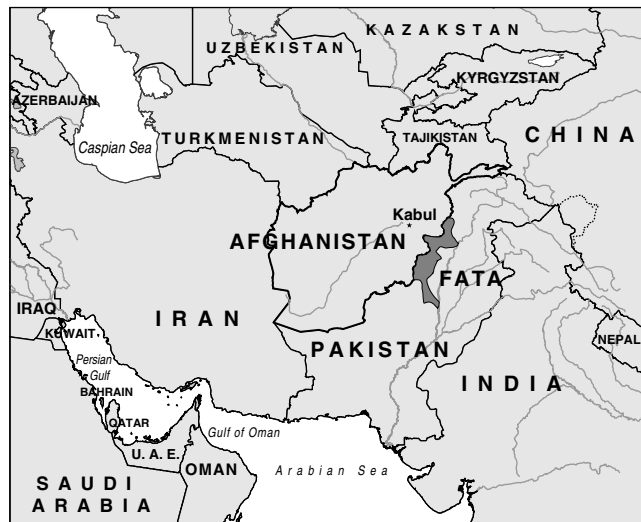 KAZAKSTAN
UZBEKISTAN
KYRGYZSTAN
AZERBAIJAN
TURKMENISTAN
TAJIKISTAN
CHINA
Caspian Sea
Kabul
AFGHANISTAN
FATA
IRAQ
IRAN
KUWAIT
PAKISTAN
NEPAL
Persian
Gulf
BAHRAIN
INDIA
QATAR
Gulf of Oman
U. A. E.
OMAN
Arabian Sea
SAUDI
ARABIA